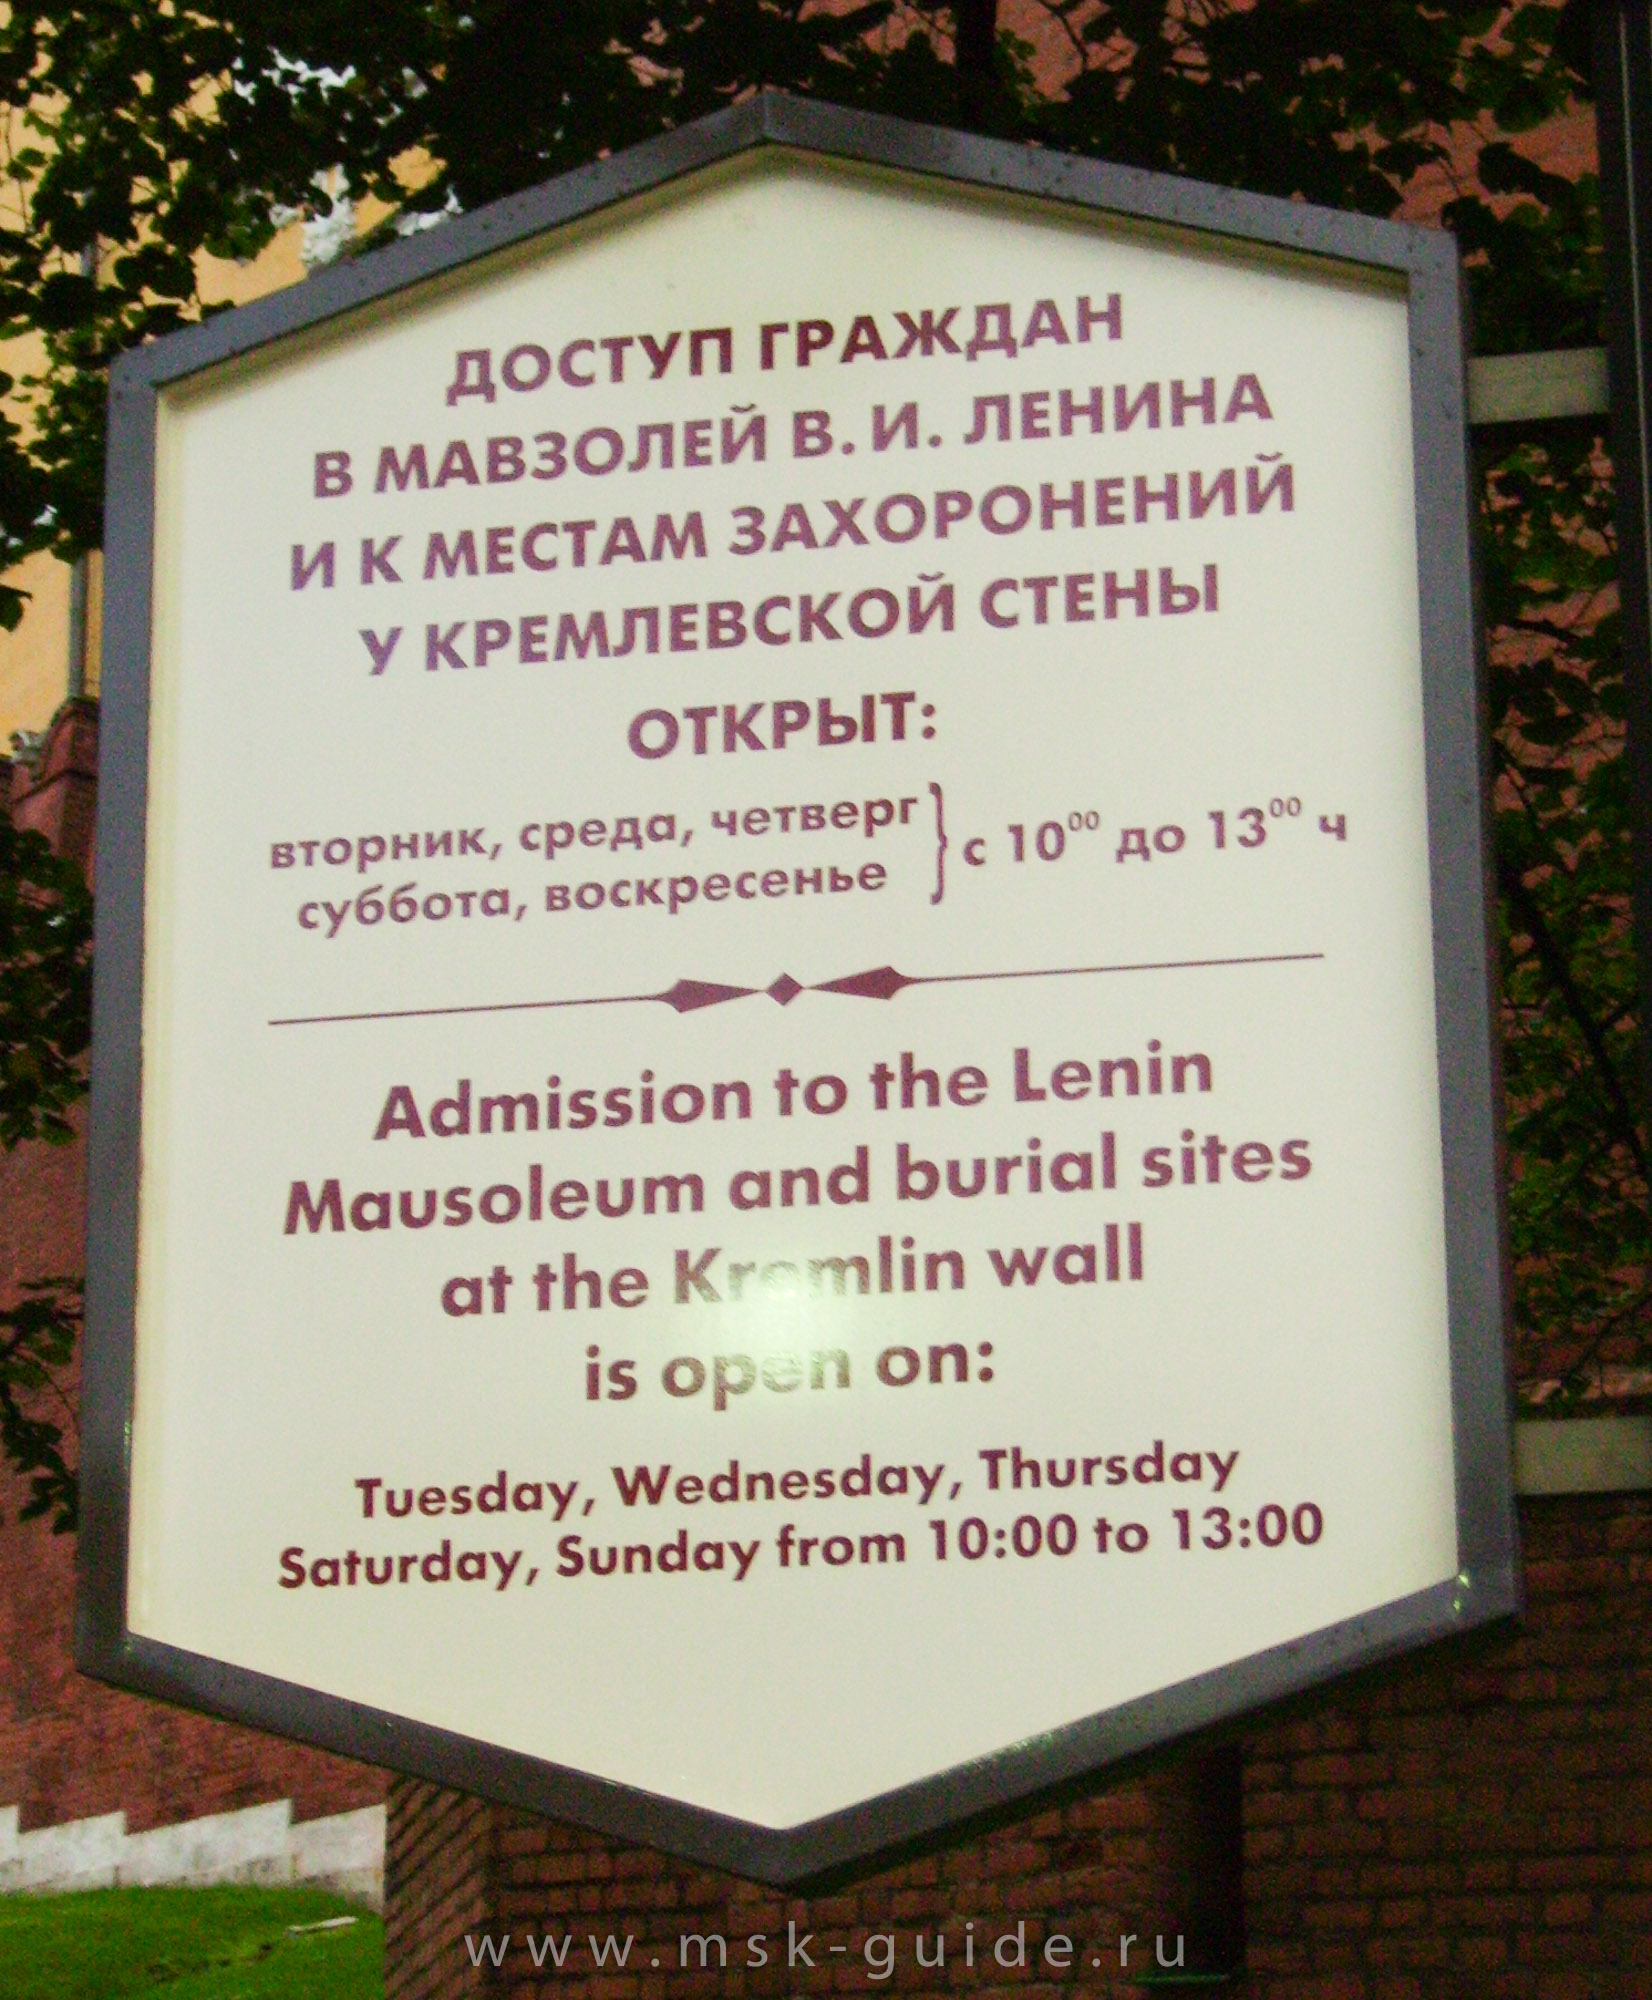 ДОСТУП ГРАЖДАН
В МАВЗОЛЕЙ В. И. ЛЕНИНА
И К МЕСТАМ ЗАХОРОНЕНИЙ
У КРЕМЛЕВСКОЙ СТЕНЫ
ОТКРЫТ:
вторник, среда, четверг
суббота, воскресенье } с 10⁰⁰ до 13⁰⁰ ч
Admission to the Lenin
Mausoleum and burial sites
at the Kremlin wall
is open on:
Tuesday, Wednesday, Thursday
Saturday, Sunday from 10:00 to 13:00
www.msk-guide.ru